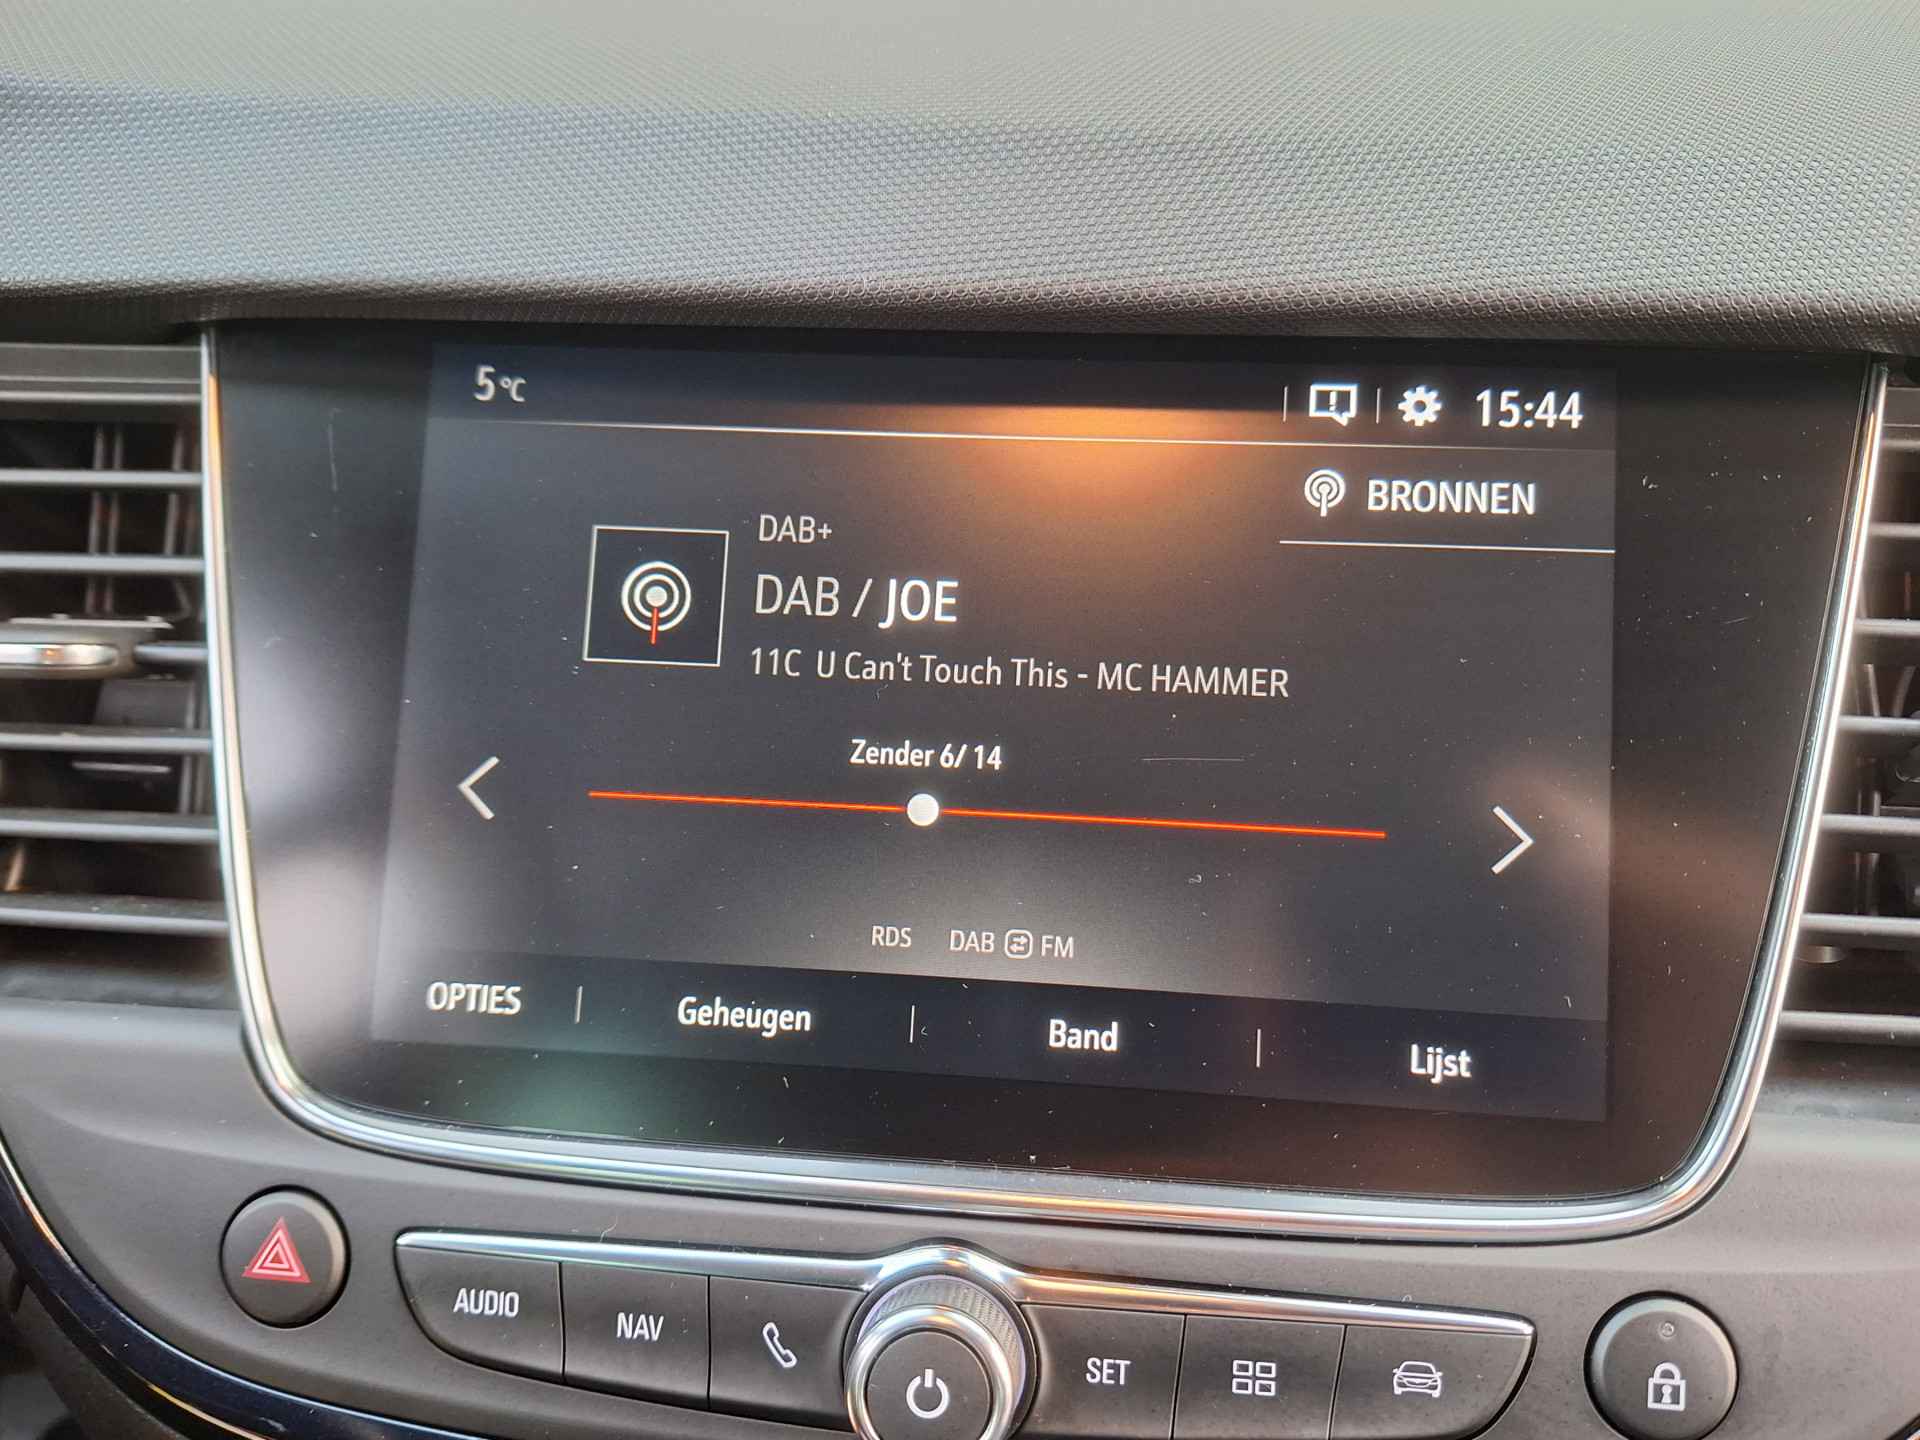 5 °C
15:44
BRONNEN
DAB+
DAB / JOE
11C U Can't Touch This - MC HAMMER
Zender 6/ 14
RDS DAB FM
OPTIES Geheugen Band Lijst
AUDIO NAV SET